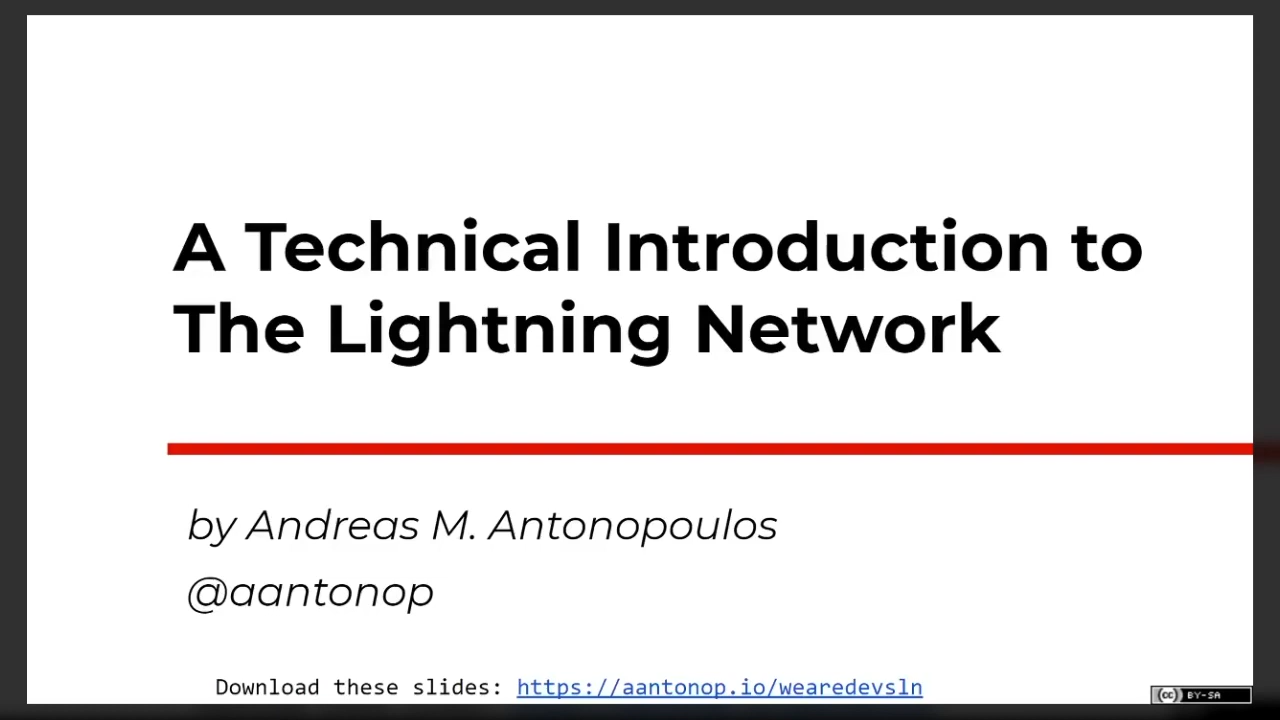 A Technical Introduction to
The Lightning Network
by Andreas M. Antonopoulos
@aantonop
Download these slides: https://aantonop.io/wearedevsln
cc BY-SA